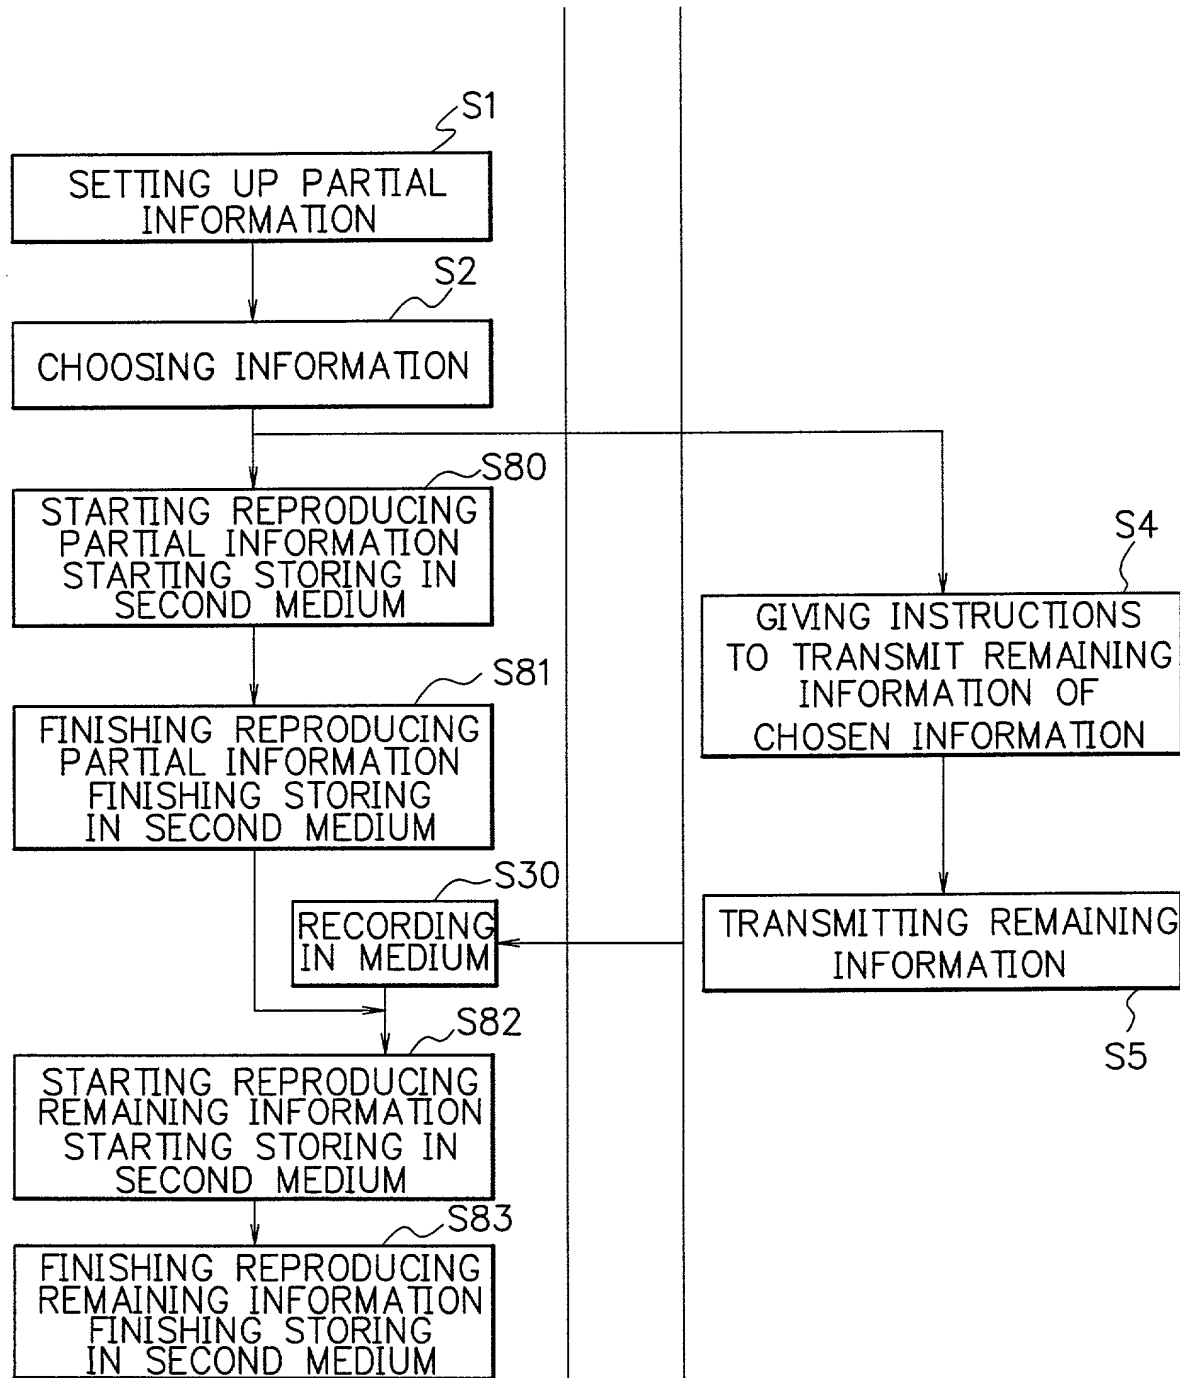 S1
SETTING UP PARTIAL
INFORMATION
S2
CHOOSING INFORMATION
S80
STARTING REPRODUCING
PARTIAL INFORMATION
STARTING STORING IN
SECOND MEDIUM
S81
FINISHING REPRODUCING
PARTIAL INFORMATION
FINISHING STORING
IN SECOND MEDIUM
S30
RECORDING
IN MEDIUM
S82
STARTING REPRODUCING
REMAINING INFORMATION
STARTING STORING IN
SECOND MEDIUM
S83
FINISHING REPRODUCING
REMAINING INFORMATION
FINISHING STORING
IN SECOND MEDIUM
S4
GIVING INSTRUCTIONS
TO TRANSMIT REMAINING
INFORMATION OF
CHOSEN INFORMATION
TRANSMITTING REMAINING
INFORMATION
S5